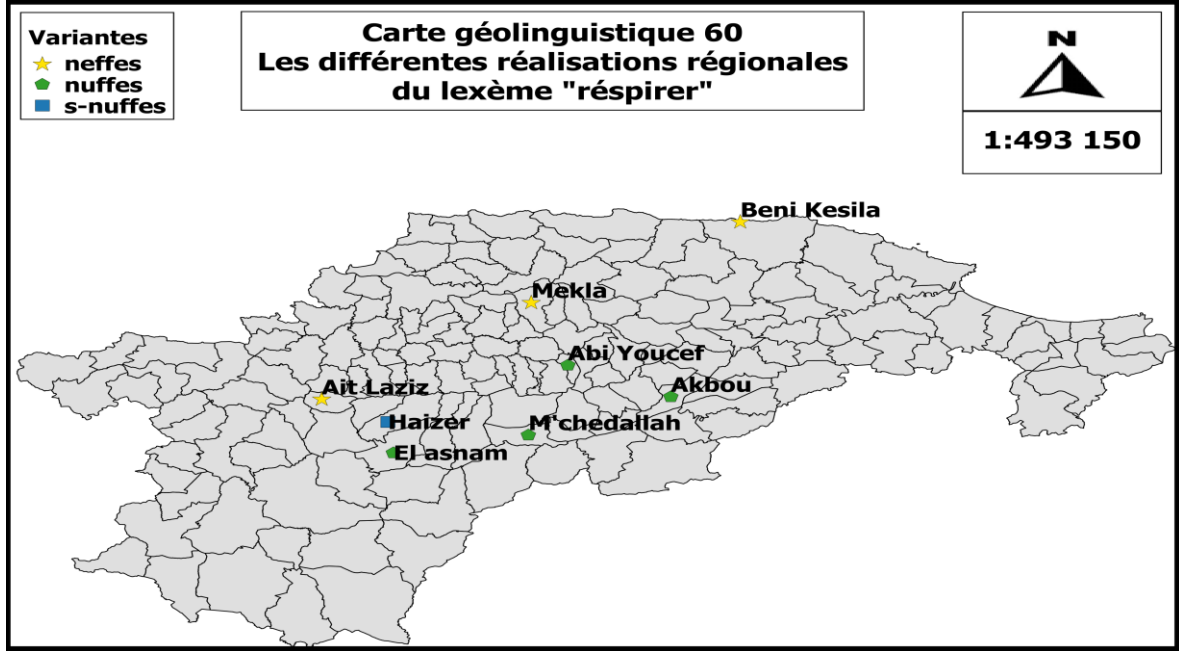 Variantes
neffes
nuffes
s-nuffes
Carte géolinguistique 60
Les différentes réalisations régionales
du lexème "réspirer"
N
1:493 150
Beni Kesila
Mekla
Abi Youcef
Akbou
Ait Laziz
Haizer
M'chedallah
El asnam